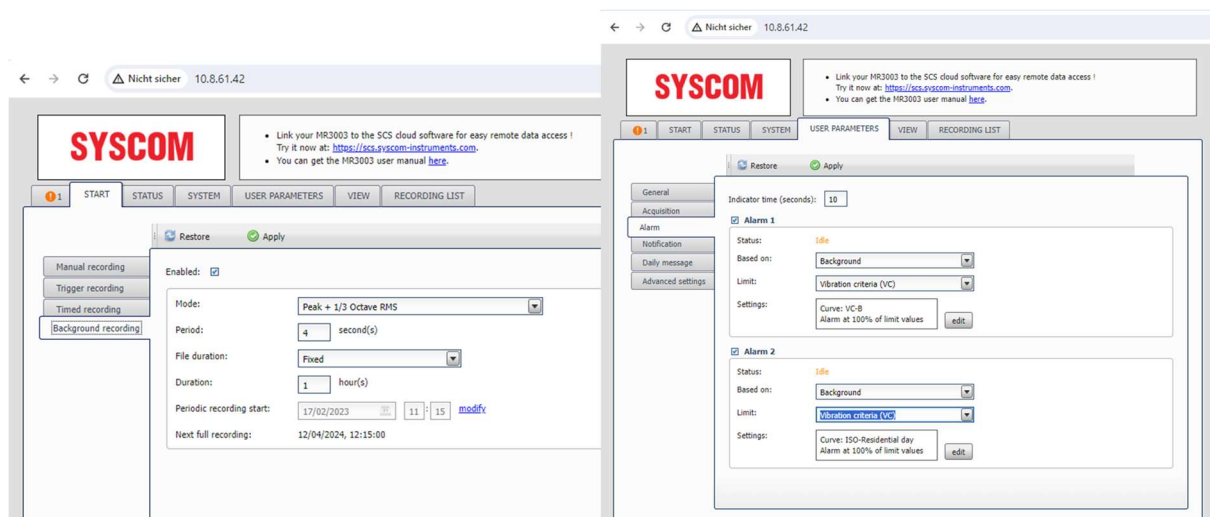 Nicht sicher 10.8.61.42
SYSCOM
Link your MR3003 to the SCS cloud software for easy remote data access !
Try it now at: https://scs.syscom-instruments.com.
You can get the MR3003 user manual here.
1 START STATUS SYSTEM USER PARAMETERS VIEW RECORDING LIST
Restore Apply
Manual recording
Trigger recording
Timed recording
Background recording
Enabled:
Mode: Peak + 1/3 Octave RMS
Period: 4 second(s)
File duration: Fixed
Duration: 1 hour(s)
Periodic recording start: 17/02/2023 11 : 15 modify
Next full recording: 12/04/2024, 12:15:00
Nicht sicher 10.8.61.42
SYSCOM
Link your MR3003 to the SCS cloud software for easy remote data access !
Try it now at: https://scs.syscom-instruments.com.
You can get the MR3003 user manual here.
1 START STATUS SYSTEM USER PARAMETERS VIEW RECORDING LIST
Restore Apply
General
Acquisition
Alarm
Notification
Daily message
Advanced settings
Indicator time (seconds): 10
Alarm 1
Status: Idle
Based on: Background
Limit: Vibration criteria (VC)
Settings: Curve: VC-B
Alarm at 100% of limit values edit
Alarm 2
Status: Idle
Based on: Background
Limit: Vibration criteria (VC)
Settings: Curve: ISO-Residential day
Alarm at 100% of limit values edit